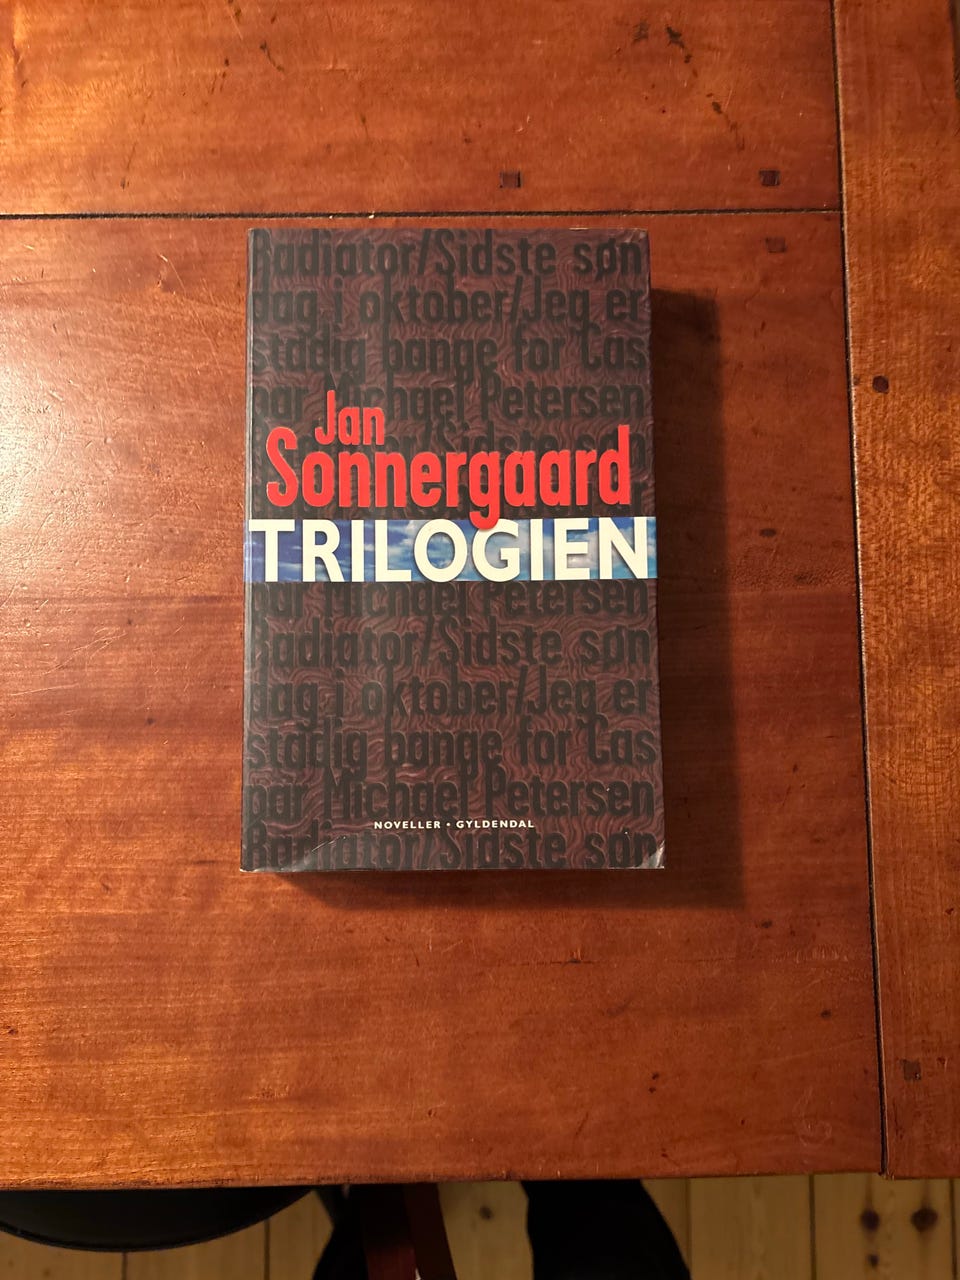 Radiator/Sidste søn
dag i oktober/Jeg er
stadig bange for Cas
par Michael Petersen
Jan
Sonnergaard
TRILOGIEN
par Michael Petersen
Radiator/Sidste søn
dag i oktober/Jeg er
stadig bange for Cas
par Michael Petersen
NOVELLER • GYLDENDAL
Radiator/Sidste søn